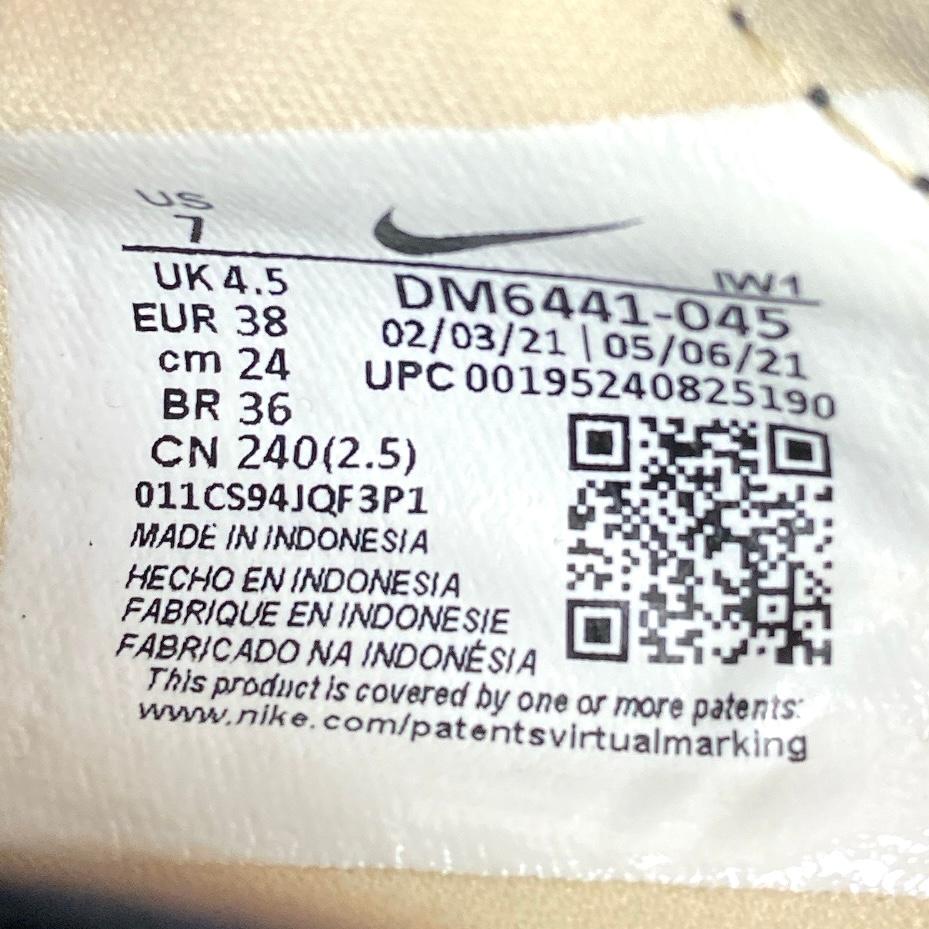 US
7
IW1
UK 4.5
EUR 38
cm 24
BR 36
CN 240(2.5)
011CS94JQF3P1
DM6441-045
02/03/21 | 05/06/21
UPC 00195240825190
MADE IN INDONESIA
HECHO EN INDONESIA
FABRIQUE EN INDONESIE
FABRICADO NA INDONÉSIA
This product is covered by one or more patents:
www.nike.com/patentsvirtualmarking